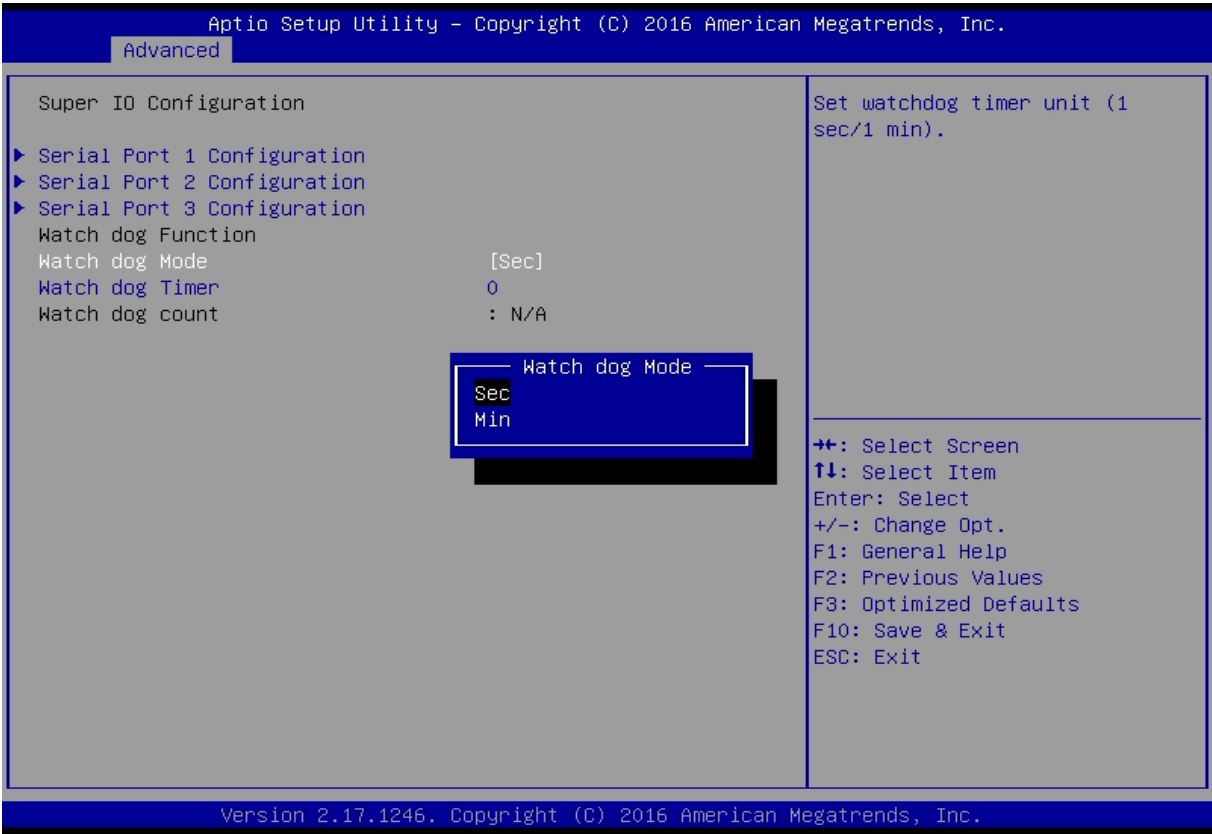 Aptio Setup Utility – Copyright (C) 2016 American Megatrends, Inc.
Advanced
Super IO Configuration
Serial Port 1 Configuration
Serial Port 2 Configuration
Serial Port 3 Configuration
Watch dog Function
Watch dog Mode [Sec]
Watch dog Timer 0
Watch dog count : N/A
Watch dog Mode
Sec
Min
Set watchdog timer unit (1
sec/1 min).
→←: Select Screen
↑↓: Select Item
Enter: Select
+/-: Change Opt.
F1: General Help
F2: Previous Values
F3: Optimized Defaults
F10: Save & Exit
ESC: Exit
Version 2.17.1246. Copyright (C) 2016 American Megatrends, Inc.